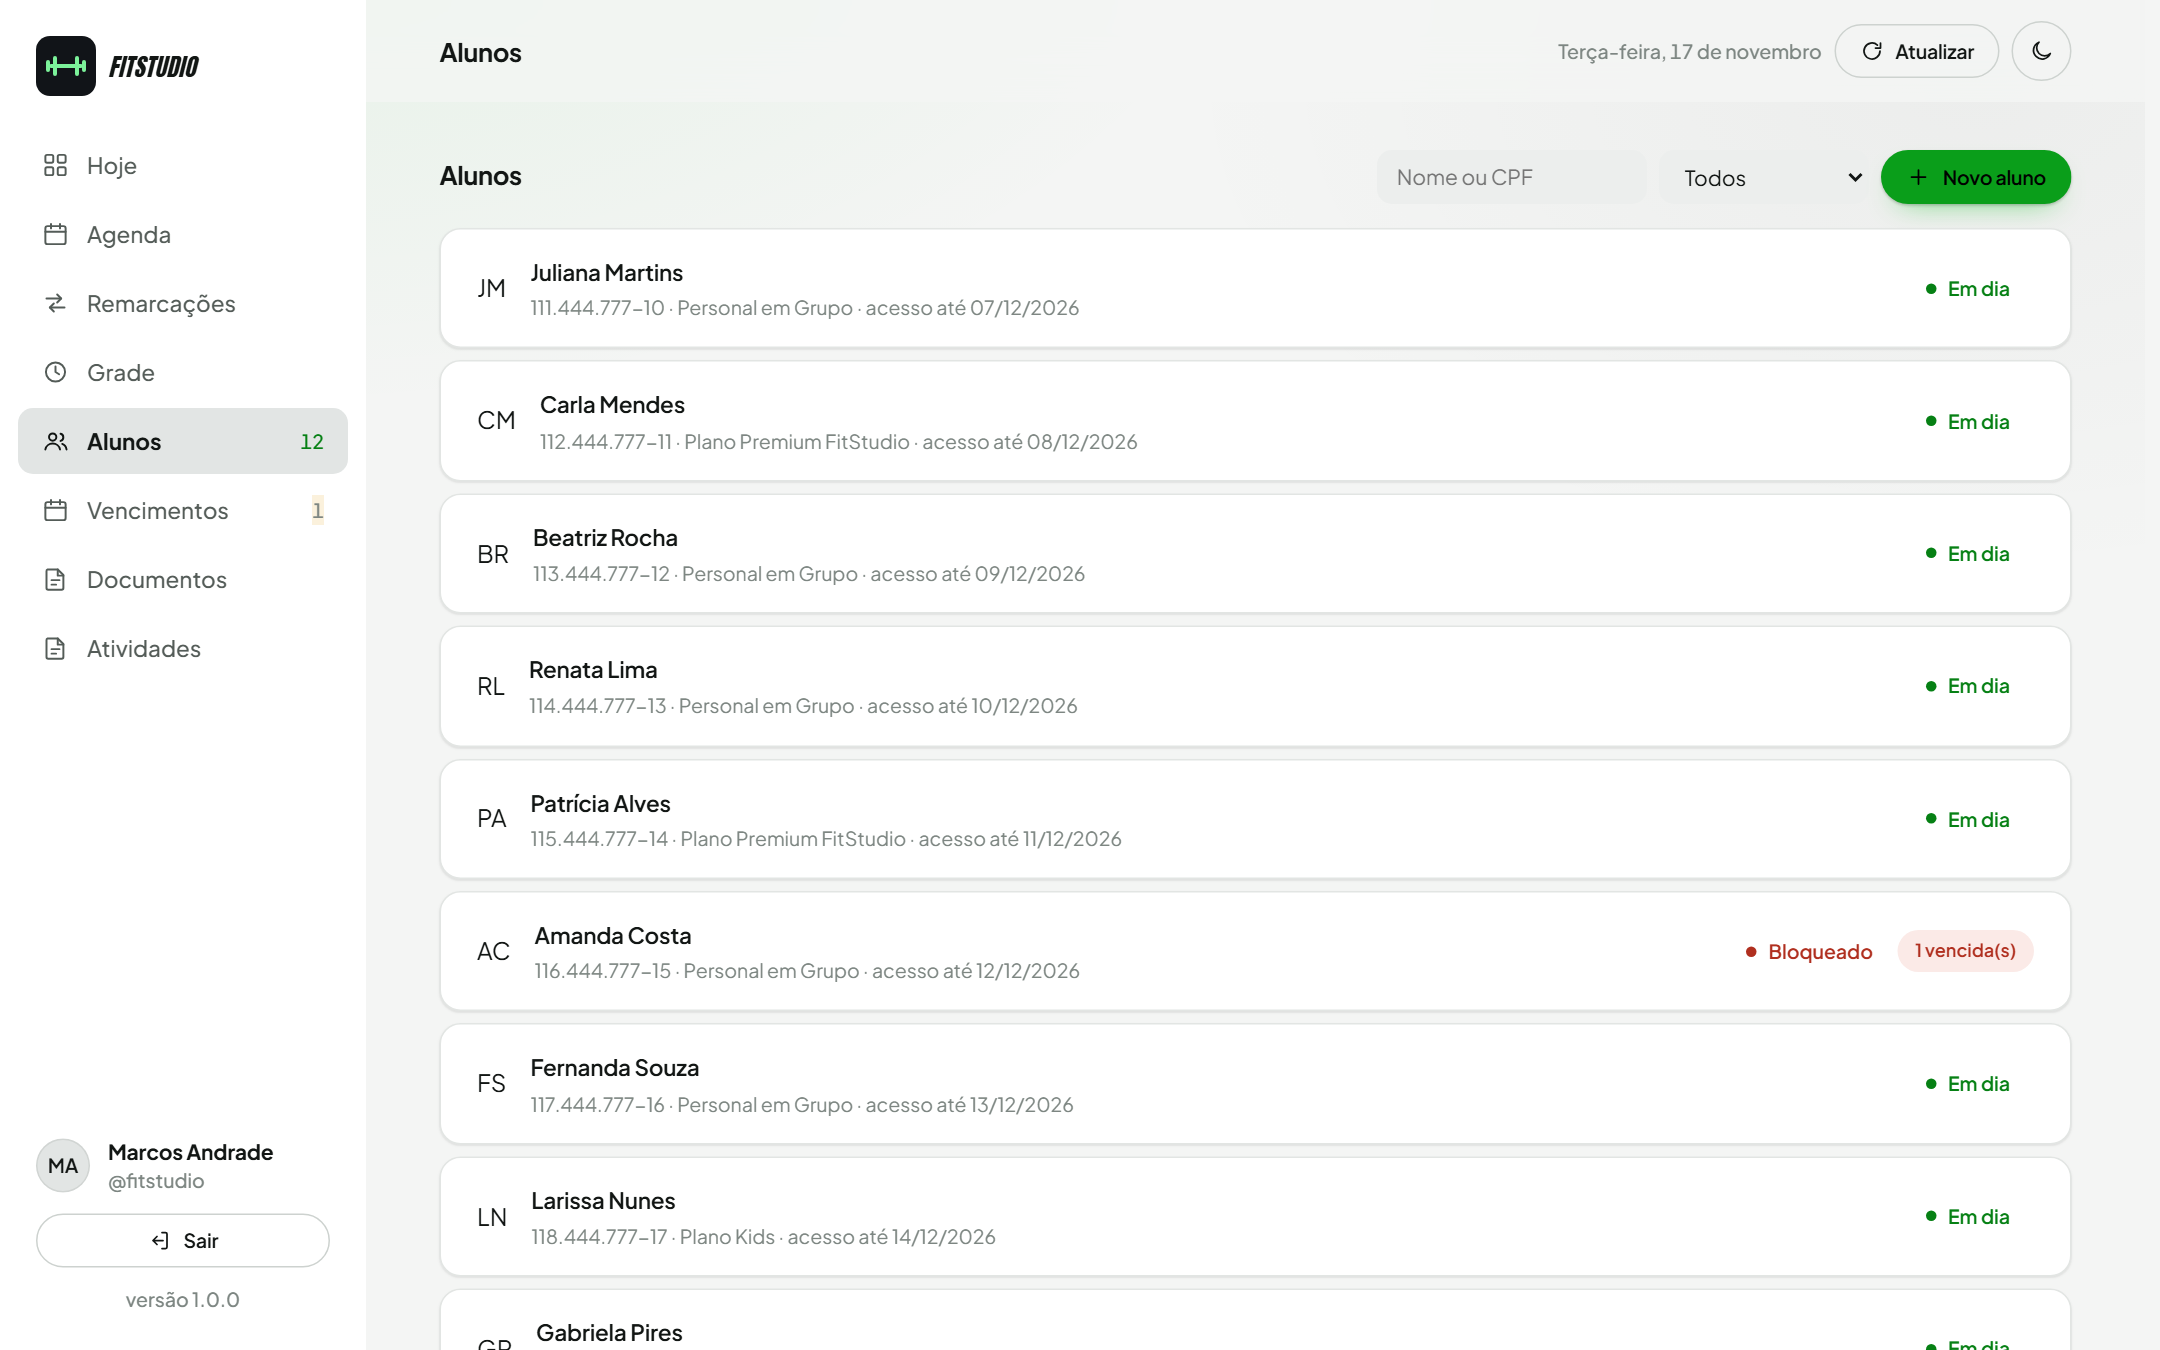 FITSTUDIO
Hoje
Agenda
Remarcações
Grade
Alunos 12
Vencimentos 1
Documentos
Atividades
MA
Marcos Andrade
@fitstudio
Sair
versão 1.0.0
Alunos
Terça-feira, 17 de novembro
Atualizar
Alunos
Nome ou CPF
Todos
Novo aluno
JM
Juliana Martins
111.444.777-10 · Personal em Grupo · acesso até 07/12/2026
Em dia
CM
Carla Mendes
112.444.777-11 · Plano Premium FitStudio · acesso até 08/12/2026
Em dia
BR
Beatriz Rocha
113.444.777-12 · Personal em Grupo · acesso até 09/12/2026
Em dia
RL
Renata Lima
114.444.777-13 · Personal em Grupo · acesso até 10/12/2026
Em dia
PA
Patrícia Alves
115.444.777-14 · Plano Premium FitStudio · acesso até 11/12/2026
Em dia
AC
Amanda Costa
116.444.777-15 · Personal em Grupo · acesso até 12/12/2026
Bloqueado
1 vencida(s)
FS
Fernanda Souza
117.444.777-16 · Personal em Grupo · acesso até 13/12/2026
Em dia
LN
Larissa Nunes
118.444.777-17 · Plano Kids · acesso até 14/12/2026
Em dia
GP
Gabriela Pires
Em dia